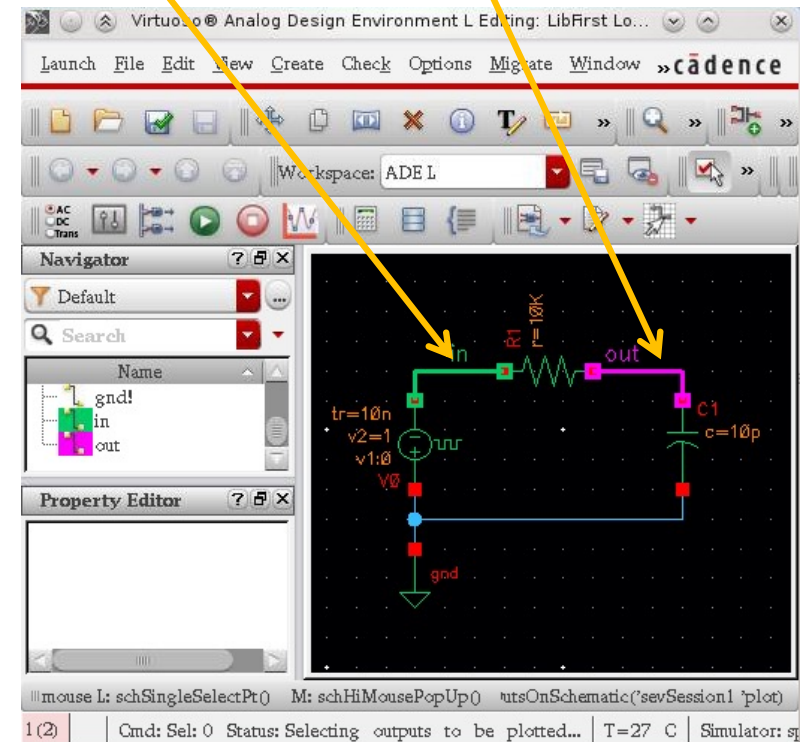 Virtuoso® Analog Design Environment L Editing: LibFirst Lo...
Launch File Edit View Create Check Options Migrate Window » cādence
» » »
Workspace: ADE L »
AC
DC
Trans
Navigator
Default
Search
Name
gnd!
in
out
Property Editor
in
R1
r=10K
out
tr=10n
v2=1
v1:0
V0
C1
c=10p
gnd
mouse L: schSingleSelectPt() M: schHiMousePopUp() utsOnSchematic('sevSession1 'plot)
1(2) Cmd: Sel: 0 Status: Selecting outputs to be plotted... T=27 C Simulator: sp